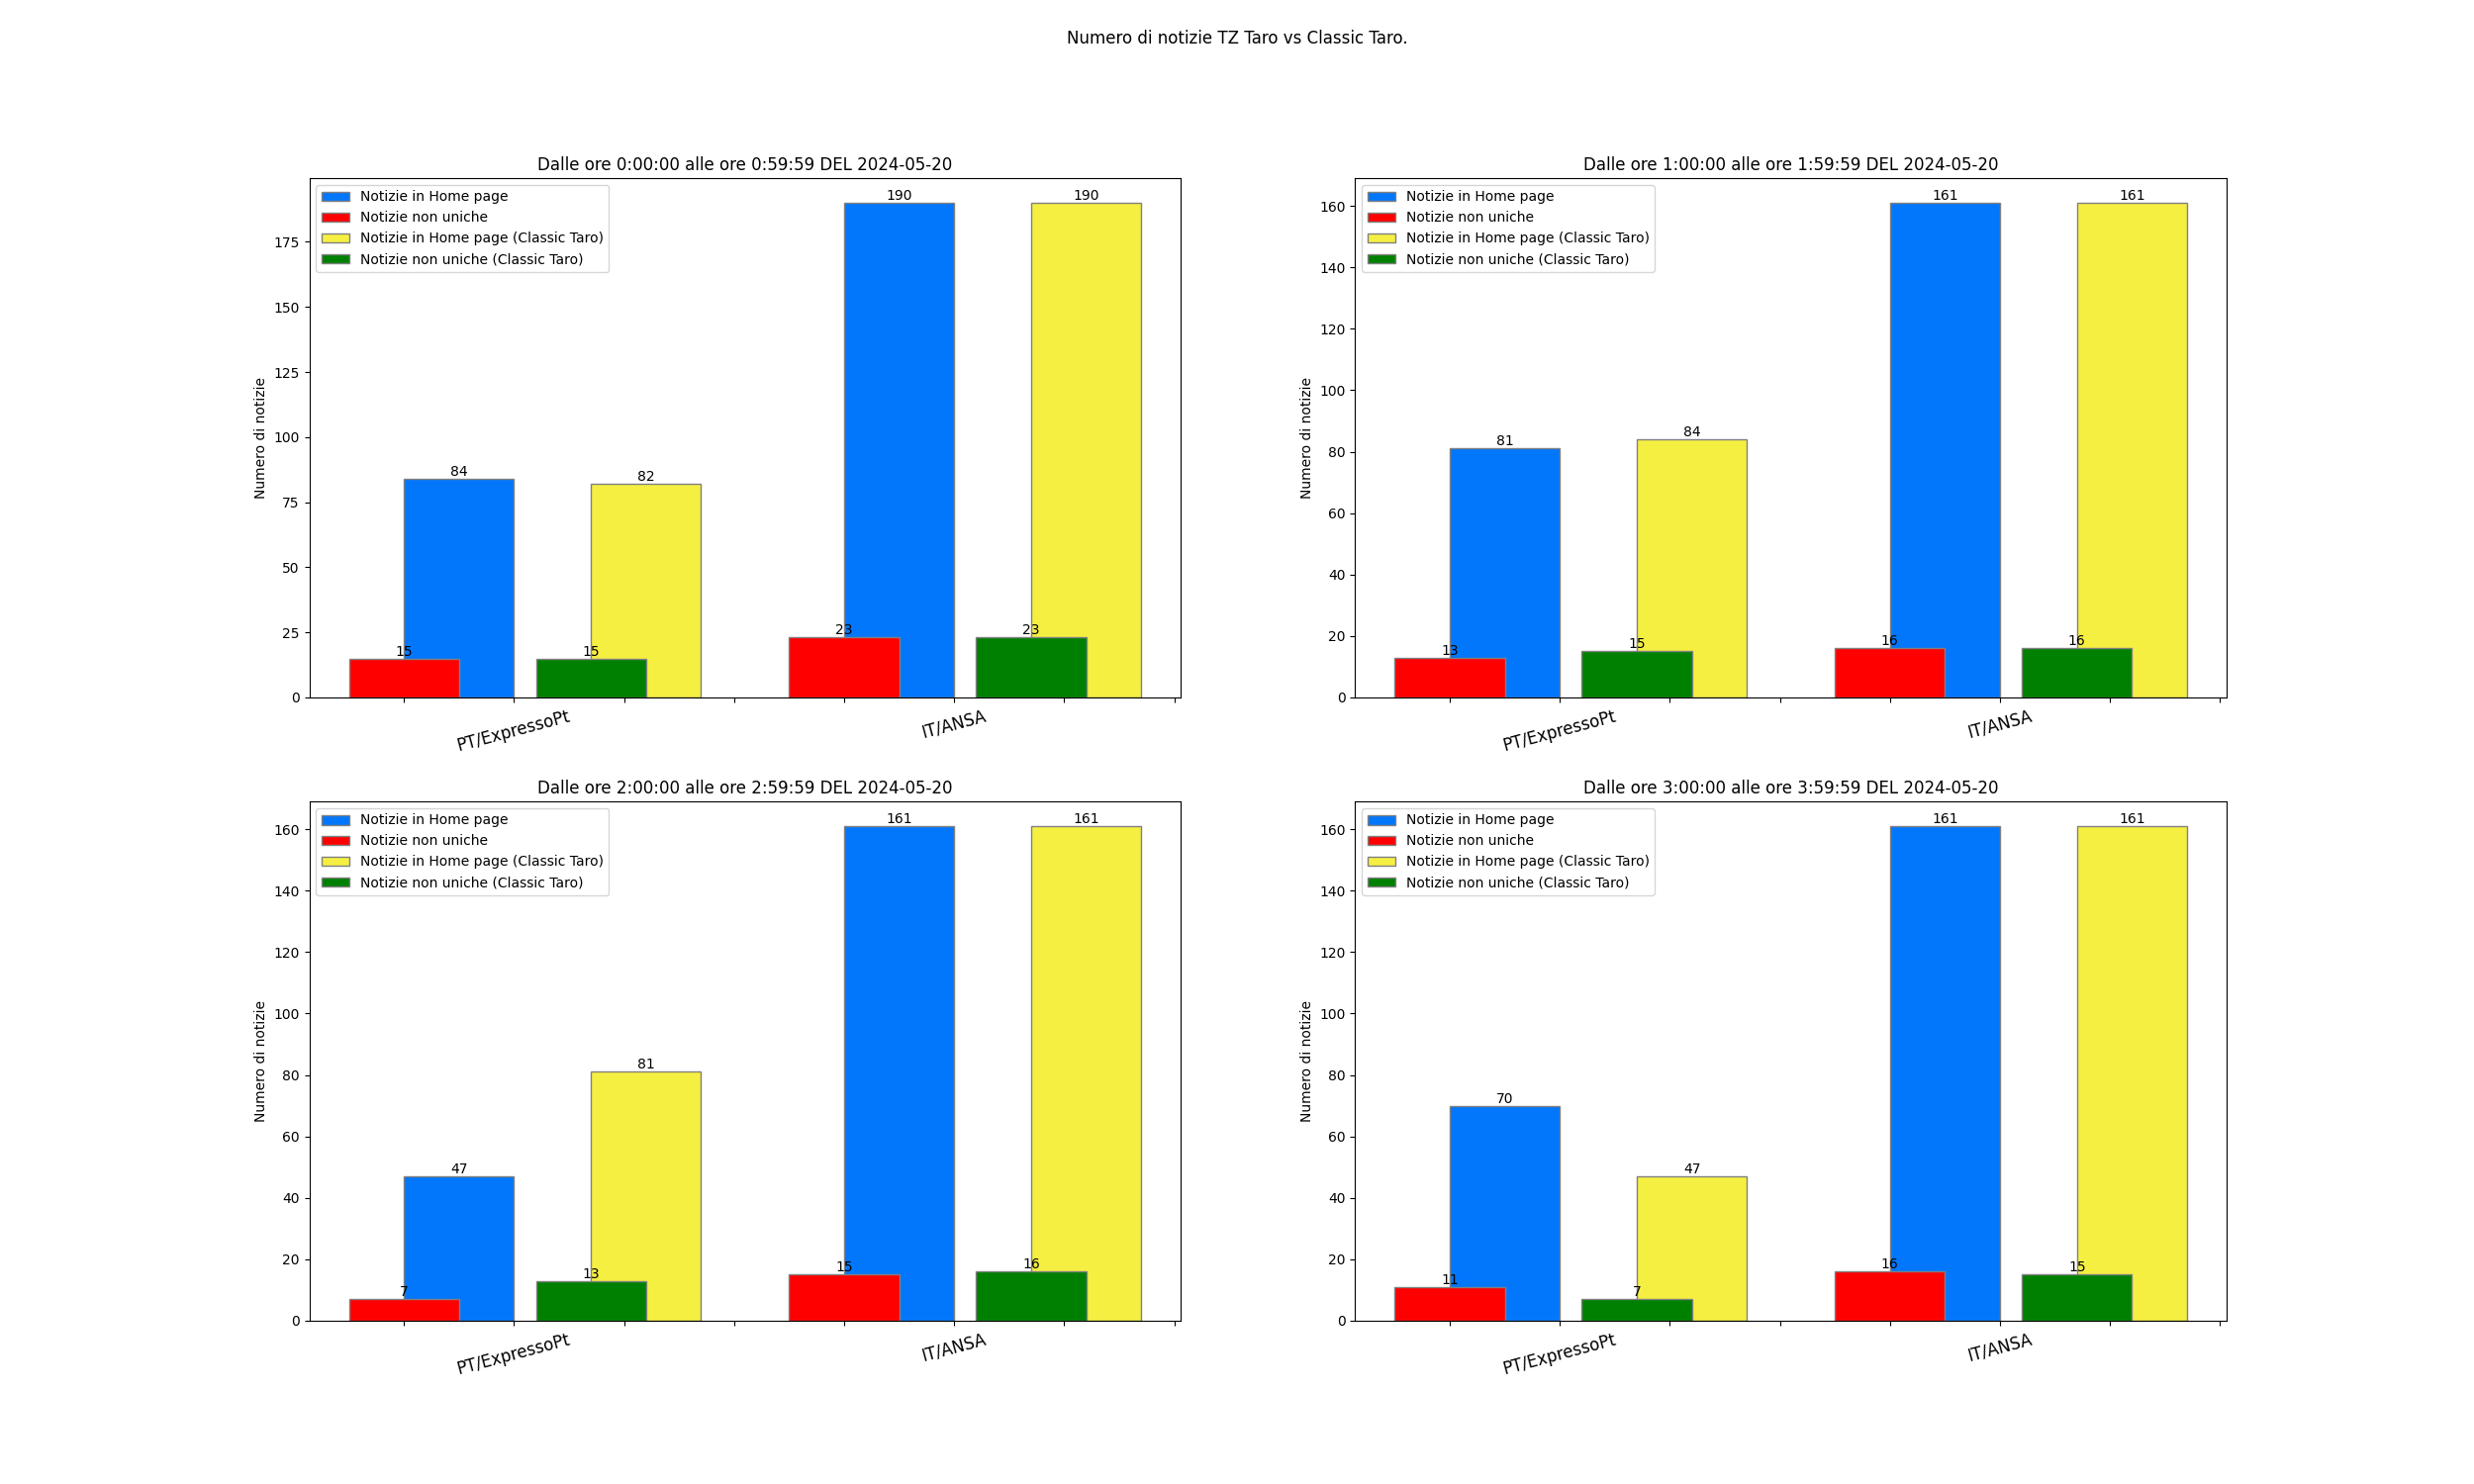 Numero di notizie TZ Taro vs Classic Taro.
Dalle ore 0:00:00 alle ore 0:59:59 DEL 2024-05-20
Numero di notizie
175
150
125
100
75
50
25
0
Notizie in Home page
Notizie non uniche
Notizie in Home page (Classic Taro)
Notizie non uniche (Classic Taro)
15
84
15
82
23
190
23
190
PT/ExpressoPt
IT/ANSA
Dalle ore 1:00:00 alle ore 1:59:59 DEL 2024-05-20
Numero di notizie
160
140
120
100
80
60
40
20
0
Notizie in Home page
Notizie non uniche
Notizie in Home page (Classic Taro)
Notizie non uniche (Classic Taro)
13
81
15
84
16
161
16
161
PT/ExpressoPt
IT/ANSA
Dalle ore 2:00:00 alle ore 2:59:59 DEL 2024-05-20
Numero di notizie
160
140
120
100
80
60
40
20
0
Notizie in Home page
Notizie non uniche
Notizie in Home page (Classic Taro)
Notizie non uniche (Classic Taro)
7
47
13
81
15
161
16
161
PT/ExpressoPt
IT/ANSA
Dalle ore 3:00:00 alle ore 3:59:59 DEL 2024-05-20
Numero di notizie
160
140
120
100
80
60
40
20
0
Notizie in Home page
Notizie non uniche
Notizie in Home page (Classic Taro)
Notizie non uniche (Classic Taro)
11
70
7
47
16
161
15
161
PT/ExpressoPt
IT/ANSA